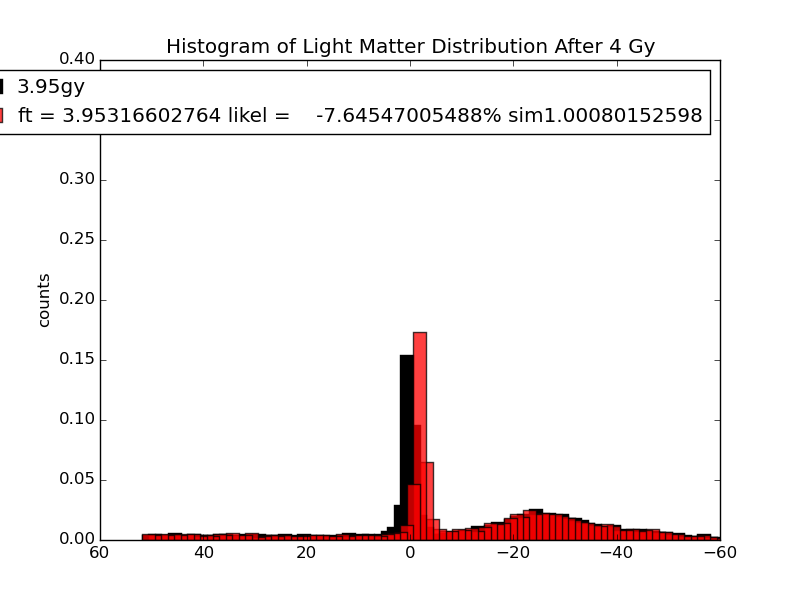 Histogram of Light Matter Distribution After 4 Gy
0.40
3.95gy
ft = 3.95316602764 likel = -7.64547005488% sim1.00080152598
0.30
0.25
0.20
0.15
0.10
0.05
0.00
counts
60 40 20 0 −20 −40 −60